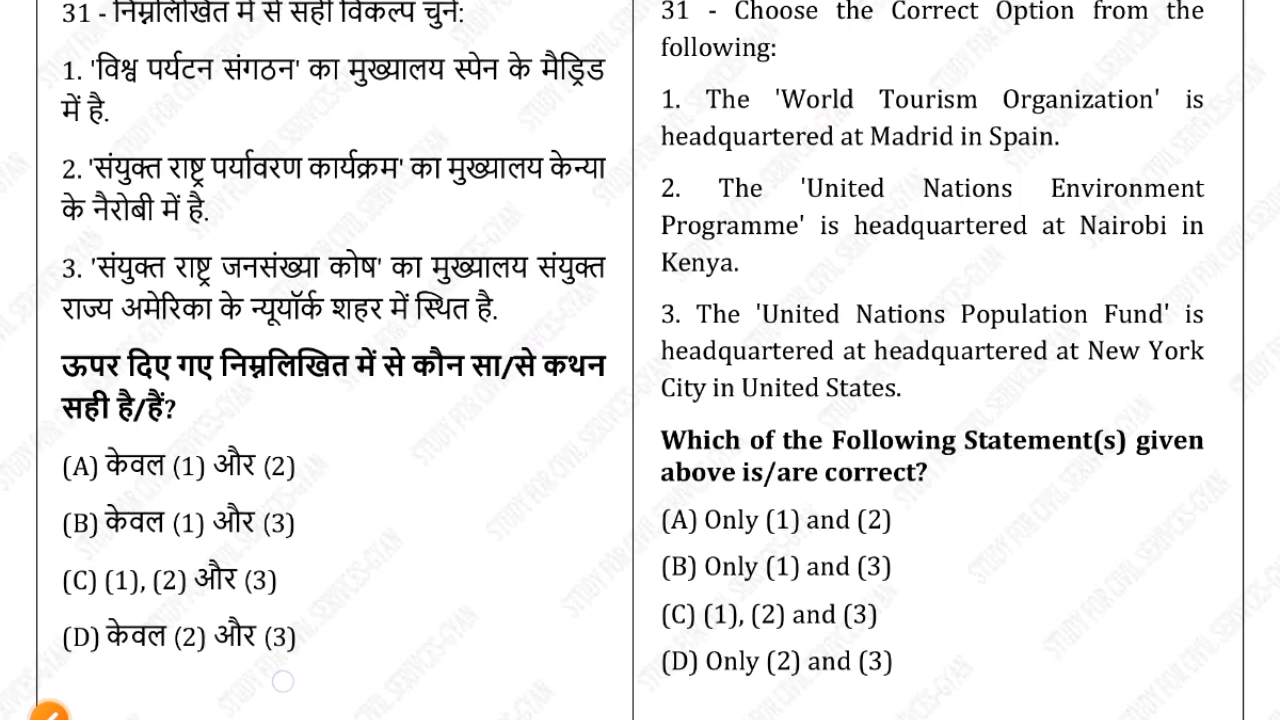 31 - निम्नलिखित में से सही विकल्प चुनें:
1. 'विश्व पर्यटन संगठन' का मुख्यालय स्पेन के मैड्रिड
में है.
2. 'संयुक्त राष्ट्र पर्यावरण कार्यक्रम' का मुख्यालय केन्या
के नैरोबी में है.
3. 'संयुक्त राष्ट्र जनसंख्या कोष' का मुख्यालय संयुक्त
राज्य अमेरिका के न्यूयॉर्क शहर में स्थित है.
ऊपर दिए गए निम्नलिखित में से कौन सा/से कथन
सही है/हैं?
(A) केवल (1) और (2)
(B) केवल (1) और (3)
(C) (1), (2) और (3)
(D) केवल (2) और (3)
31 - Choose the Correct Option from the
following:
1. The 'World Tourism Organization' is
headquartered at Madrid in Spain.
2. The 'United Nations Environment
Programme' is headquartered at Nairobi in
Kenya.
3. The 'United Nations Population Fund' is
headquartered at headquartered at New York
City in United States.
Which of the Following Statement(s) given
above is/are correct?
(A) Only (1) and (2)
(B) Only (1) and (3)
(C) (1), (2) and (3)
(D) Only (2) and (3)
STUDY FOR CIVIL SERVICES-GYAN